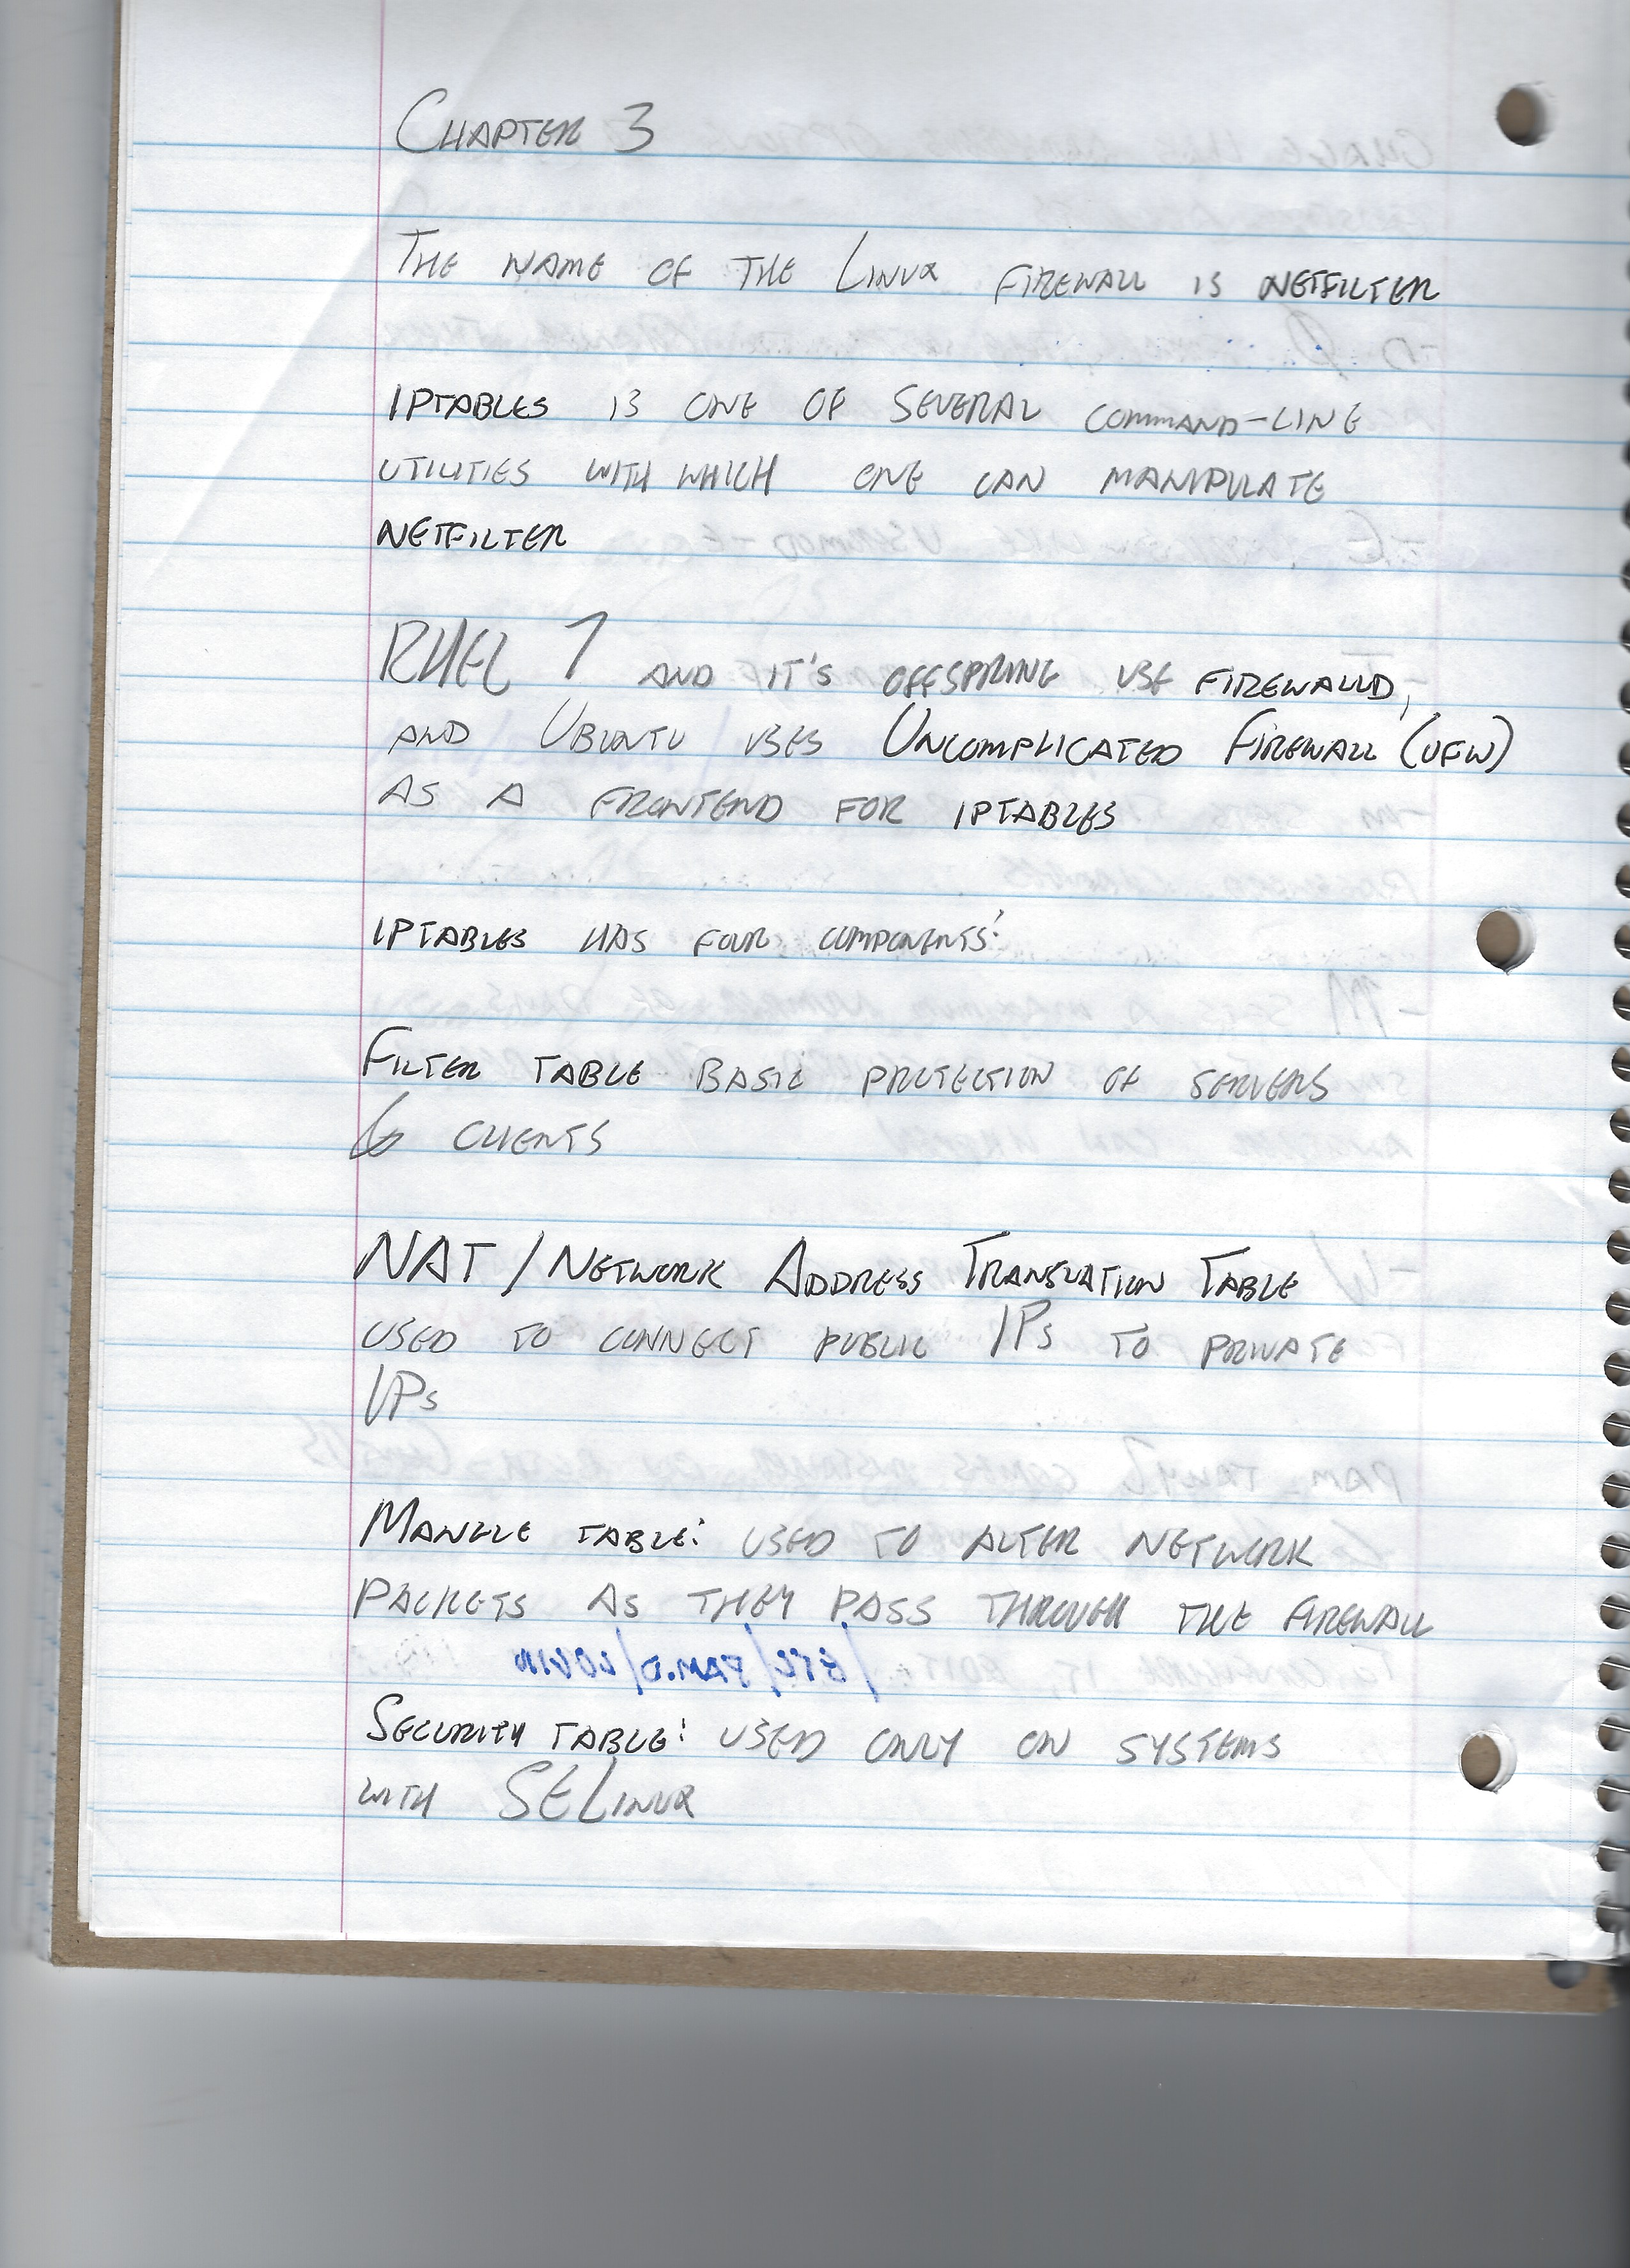 Chapter 3
The name of the Linux firewall is netfilter
iptables is one of several command-line
utilities with which one can manipulate
netfilter
RHEL 7 and it's offspring use firewalld,
and Ubuntu uses Uncomplicated Firewall (ufw)
as a frontend for iptables
iptables has four components:
Filter table basic protection of servers
& clients
NAT / Network Address Translation Table
used to connect public IPs to private
IPs
Mangle table: used to alter network
packets as they pass through the firewall
/etc/pam.d/login
Security table: used only on systems
with SELinux